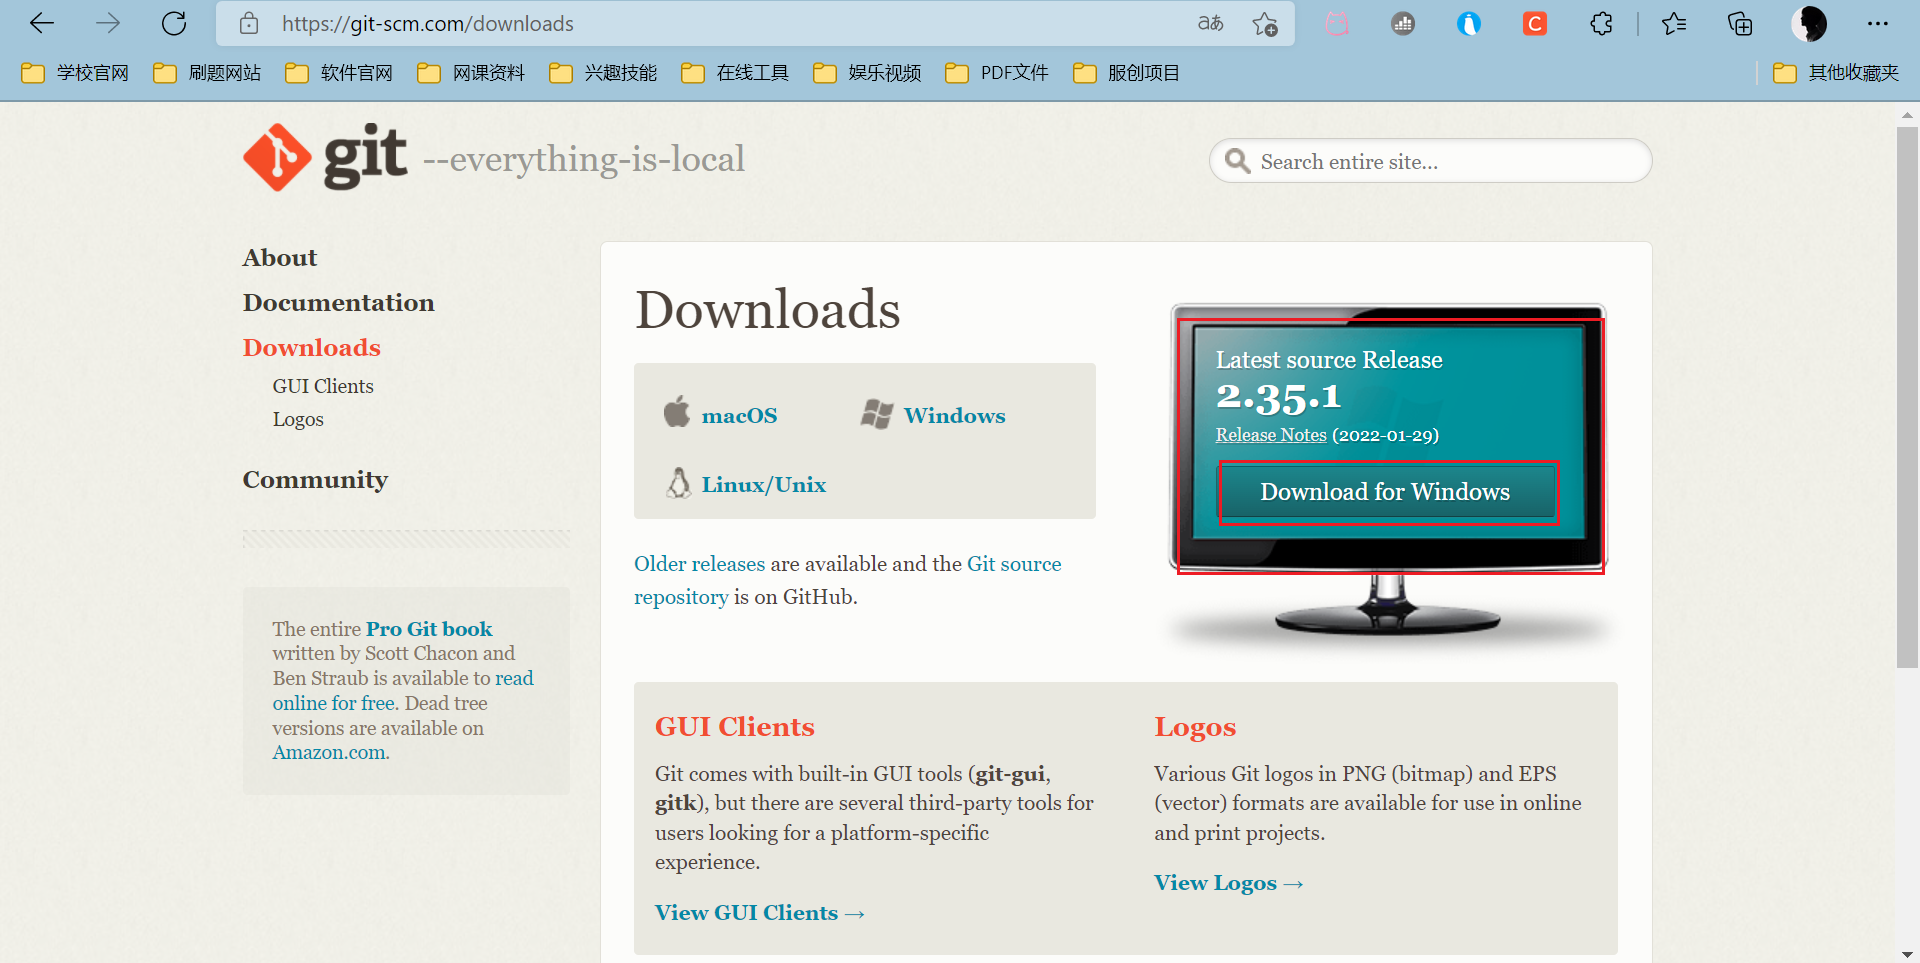 https://git-scm.com/downloads
aあ
C
学校官网
刷题网站
软件官网
网课资料
兴趣技能
在线工具
娱乐视频
PDF文件
服创项目
其他收藏夹
git --everything-is-local
Search entire site...
About
Documentation
Downloads
GUI Clients
Logos
Community
The entire Pro Git book
written by Scott Chacon and
Ben Straub is available to read
online for free. Dead tree
versions are available on
Amazon.com.
Downloads
macOS
Windows
Linux/Unix
Older releases are available and the Git source
repository is on GitHub.
Latest source Release
2.35.1
Release Notes (2022-01-29)
Download for Windows
GUI Clients
Git comes with built-in GUI tools (git-gui,
gitk), but there are several third-party tools for
users looking for a platform-specific
experience.
View GUI Clients →
Logos
Various Git logos in PNG (bitmap) and EPS
(vector) formats are available for use in online
and print projects.
View Logos →